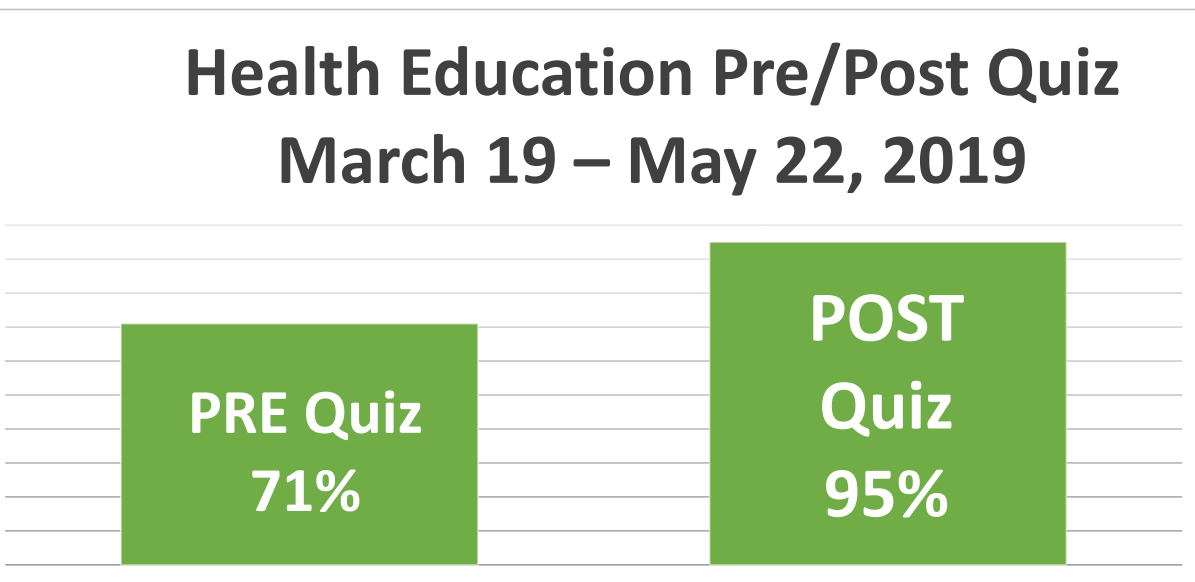 Health Education Pre/Post Quiz
March 19 – May 22, 2019
PRE Quiz
71%
POST
Quiz
95%